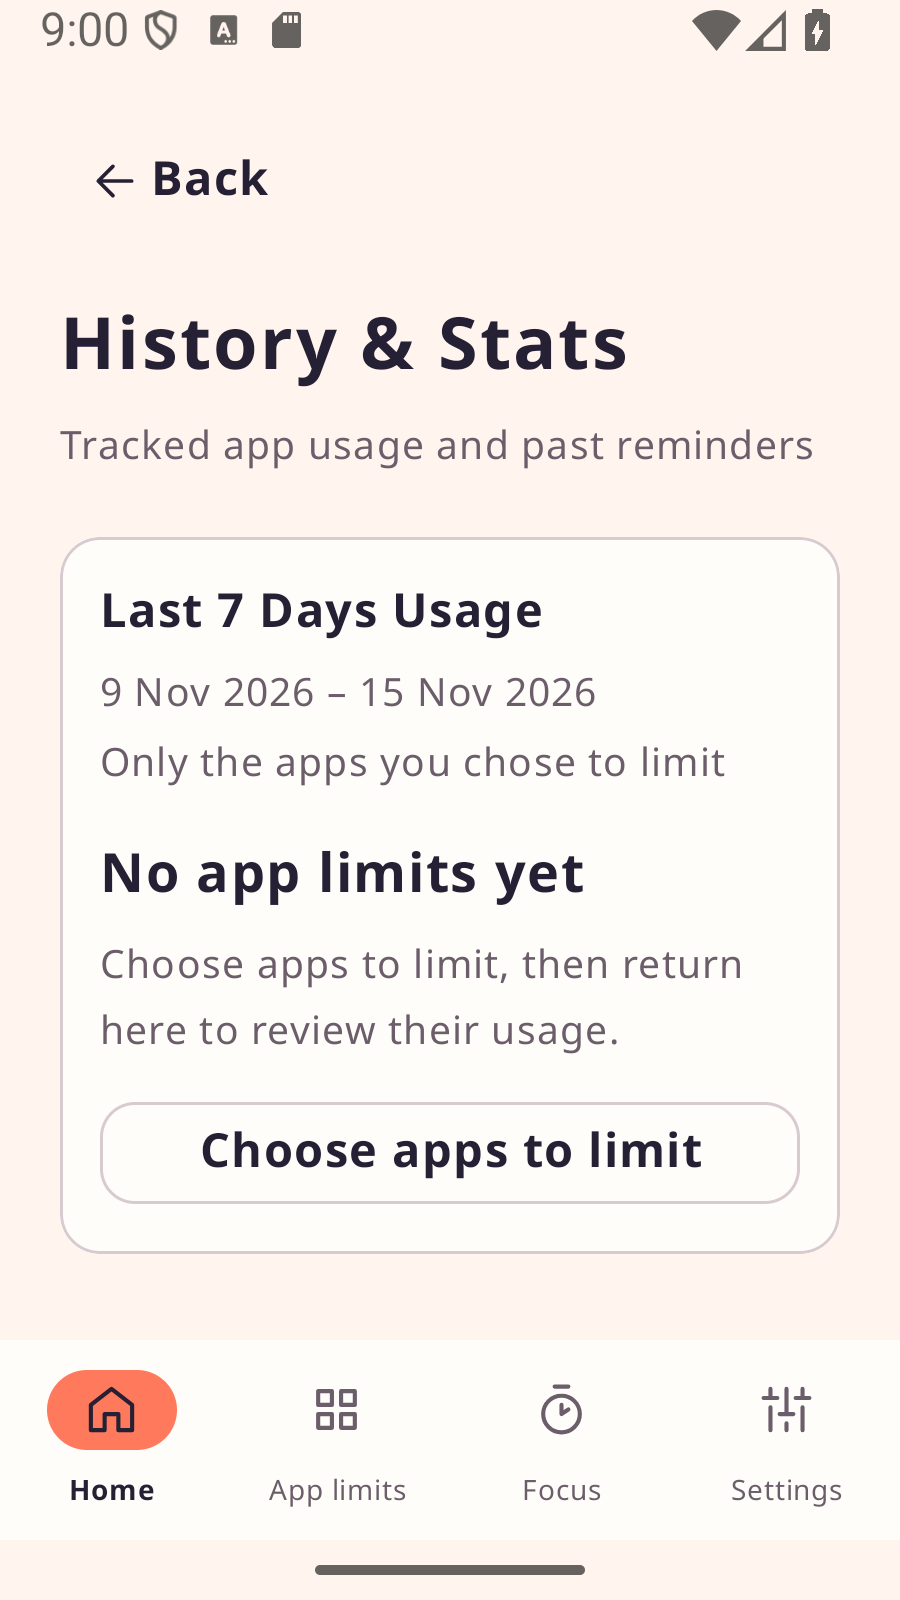 9:00
Back
History & Stats
Tracked app usage and past reminders
Last 7 Days Usage
9 Nov 2026 – 15 Nov 2026
Only the apps you chose to limit
No app limits yet
Choose apps to limit, then return
here to review their usage.
Choose apps to limit
Home
App limits
Focus
Settings